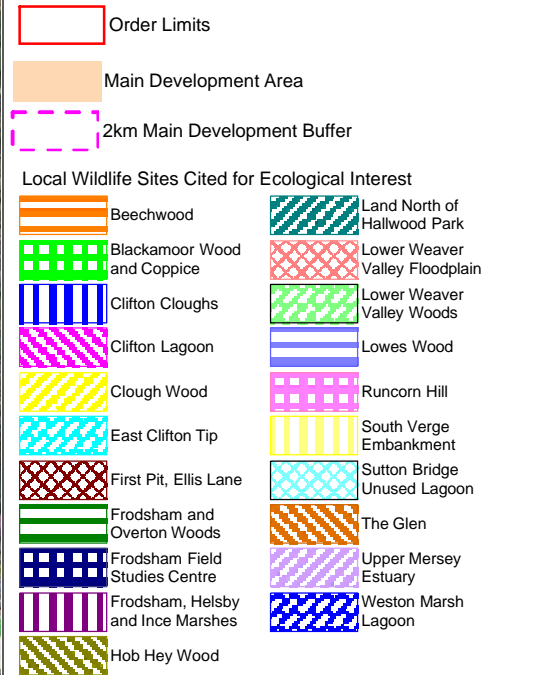 Order Limits
Main Development Area
2km Main Development Buffer
Local Wildlife Sites Cited for Ecological Interest
Beechwood
Blackamoor Wood
and Coppice
Clifton Cloughs
Clifton Lagoon
Clough Wood
East Clifton Tip
First Pit, Ellis Lane
Frodsham and
Overton Woods
Frodsham Field
Studies Centre
Frodsham, Helsby
and Ince Marshes
Hob Hey Wood
Land North of
Hallwood Park
Lower Weaver
Valley Floodplain
Lower Weaver
Valley Woods
Lowes Wood
Runcorn Hill
South Verge
Embankment
Sutton Bridge
Unused Lagoon
The Glen
Upper Mersey
Estuary
Weston Marsh
Lagoon